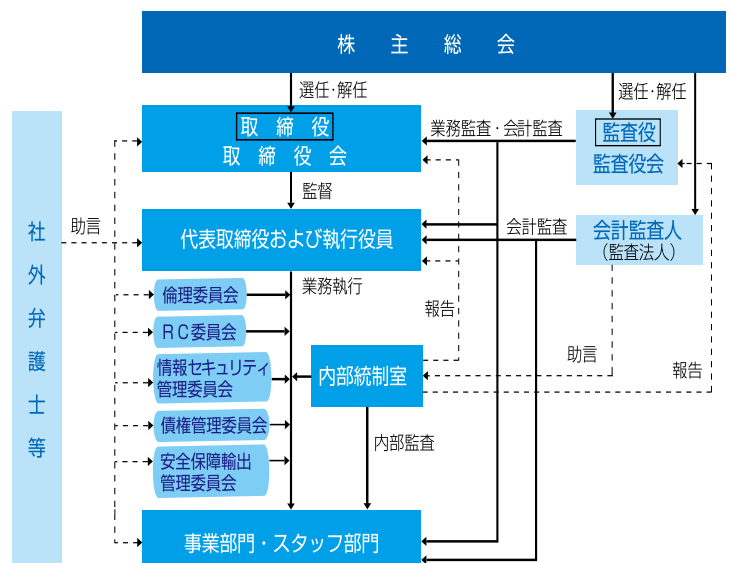 株主総会
選任・解任
選任・解任
取締役
取締役会
業務監査・会計監査
監査役
監査役会
監督
助言
社外弁護士等
代表取締役および執行役員
会計監査
会計監査人
（監査法人）
業務執行
倫理委員会
報告
RC委員会
助言
情報セキュリティ
管理委員会
内部統制室
報告
債権管理委員会
内部監査
安全保障輸出
管理委員会
事業部門・スタッフ部門